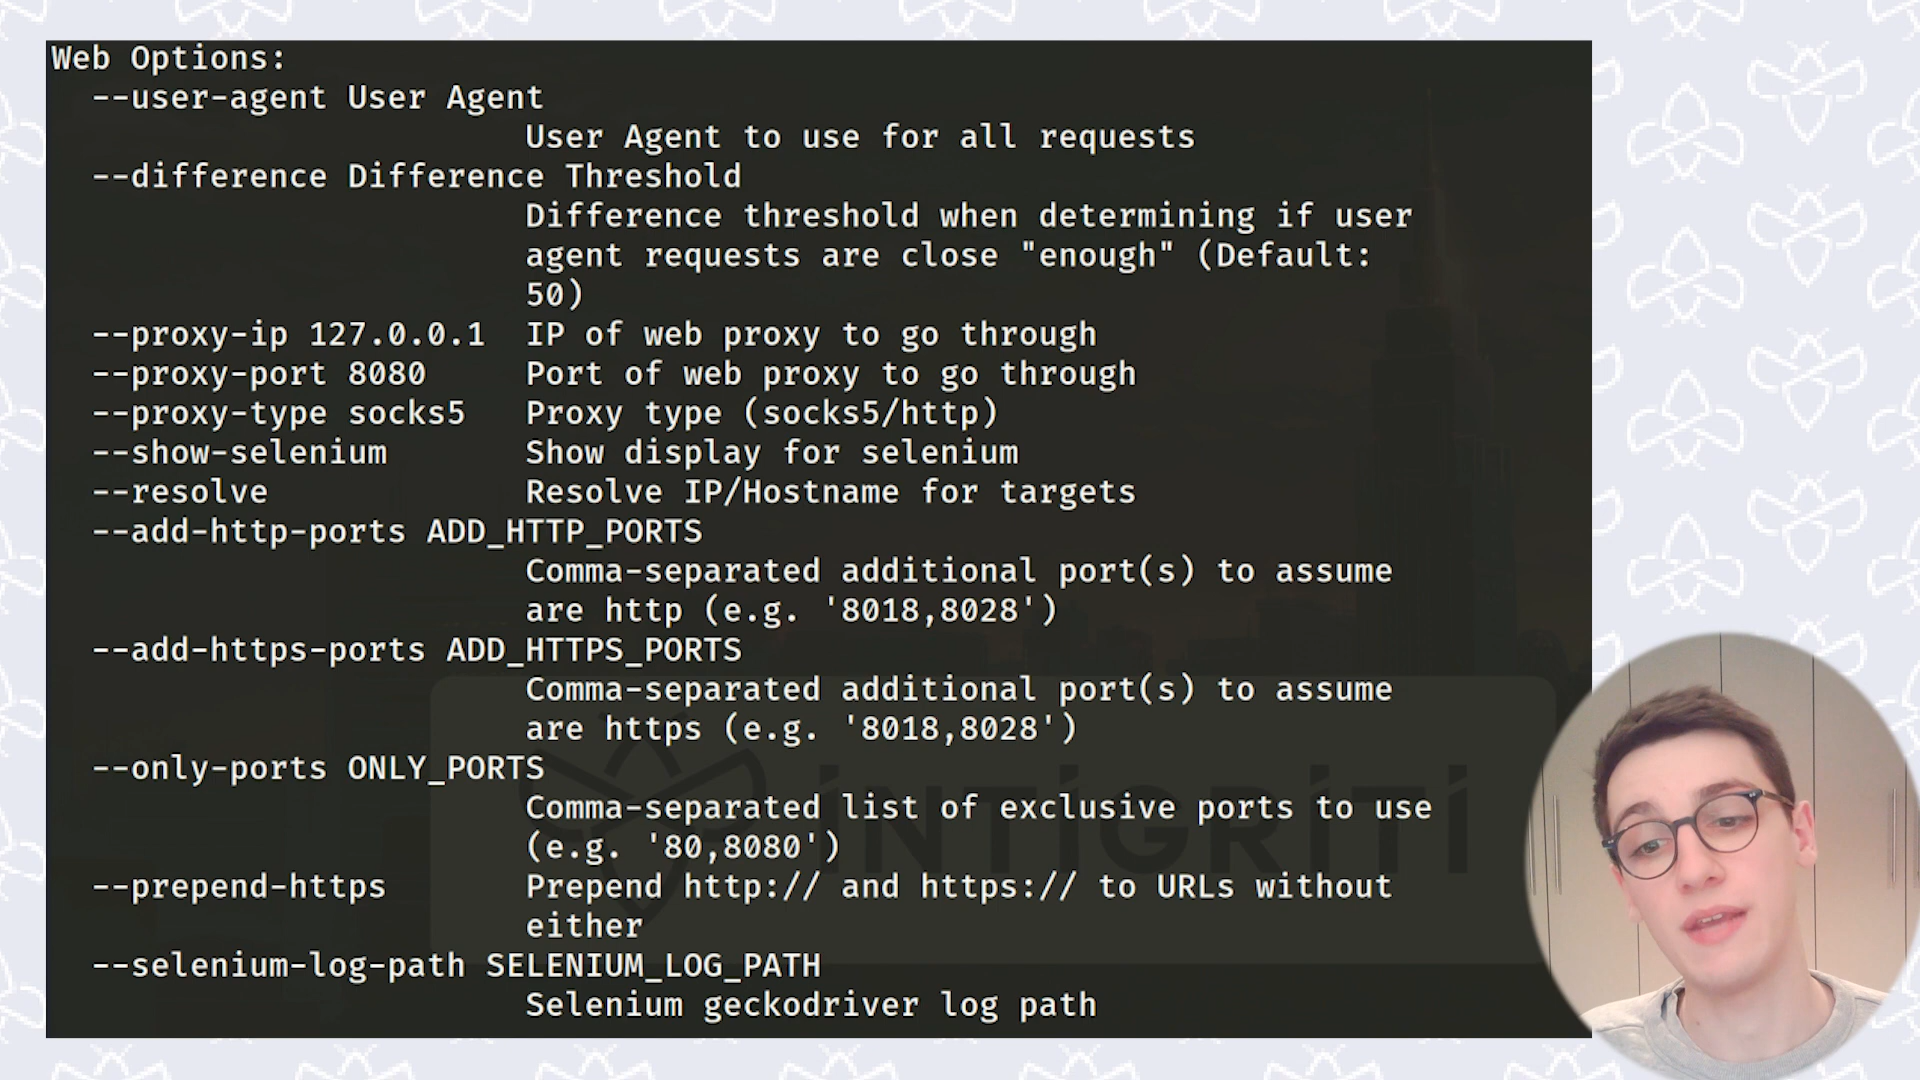 Web Options:
--user-agent User Agent
User Agent to use for all requests
--difference Difference Threshold
Difference threshold when determining if user
agent requests are close "enough" (Default:
50)
--proxy-ip 127.0.0.1 IP of web proxy to go through
--proxy-port 8080 Port of web proxy to go through
--proxy-type socks5 Proxy type (socks5/http)
--show-selenium Show display for selenium
--resolve Resolve IP/Hostname for targets
--add-http-ports ADD_HTTP_PORTS
Comma-separated additional port(s) to assume
are http (e.g. '8018,8028')
--add-https-ports ADD_HTTPS_PORTS
Comma-separated additional port(s) to assume
are https (e.g. '8018,8028')
--only-ports ONLY_PORTS
Comma-separated list of exclusive ports to use
(e.g. '80,8080')
--prepend-https Prepend http:// and https:// to URLs without
either
--selenium-log-path SELENIUM_LOG_PATH
Selenium geckodriver log path
iNTiGRiTi